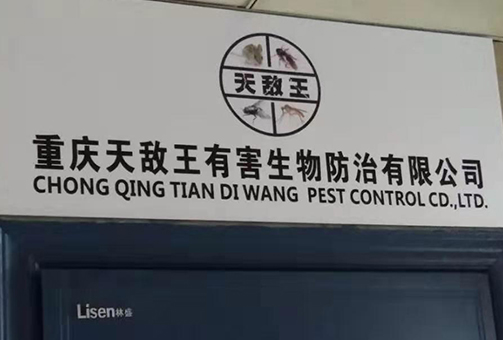 天敌王
重庆天敌王有害生物防治有限公司
CHONG QING TIAN DI WANG PEST CONTROL CD.,LTD.
Lisen林盛